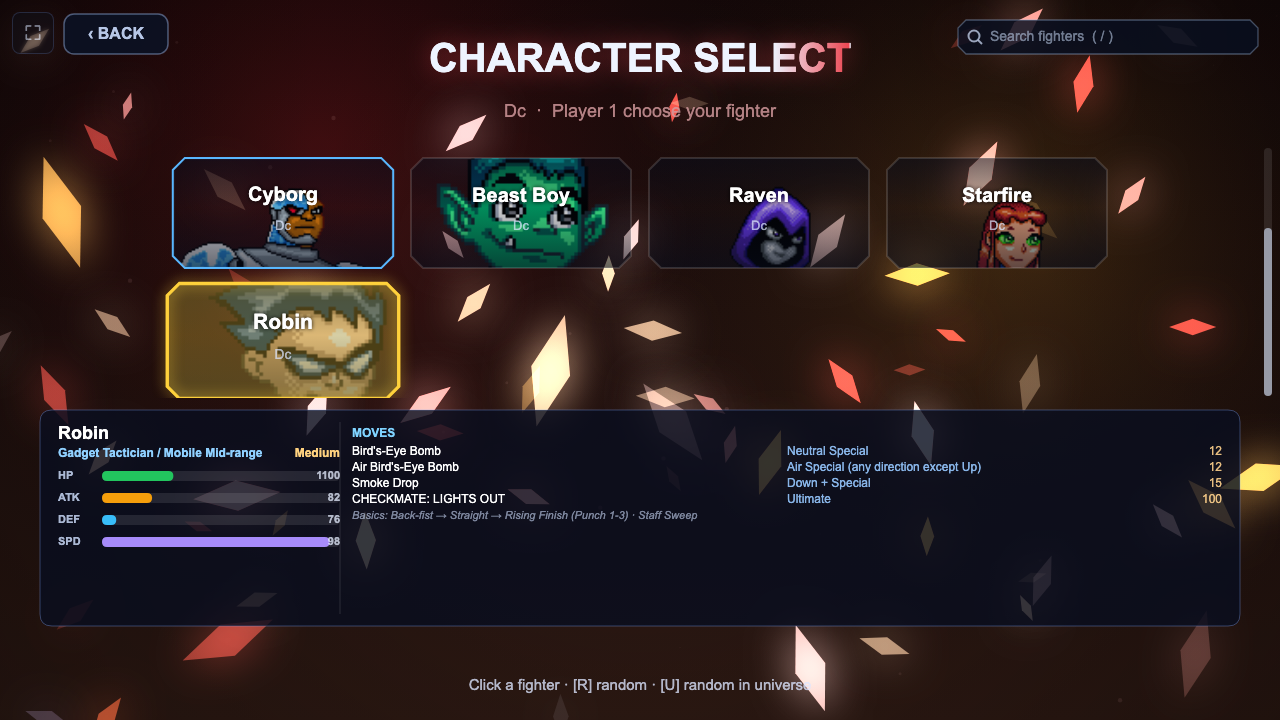 ‹ BACK
Search fighters ( / )
CHARACTER SELECT
Dc · Player 1 choose your fighter
Cyborg
Dc
Beast Boy
Dc
Raven
Dc
Starfire
Dc
Robin
Dc
Robin
Gadget Tactician / Mobile Mid-range Medium
HP 1100
ATK 82
DEF 76
SPD 98
MOVES
Bird's-Eye Bomb Neutral Special 12
Air Bird's-Eye Bomb Air Special (any direction except Up) 12
Smoke Drop Down + Special 15
CHECKMATE: LIGHTS OUT Ultimate 100
Basics: Back-fist → Straight → Rising Finish (Punch 1-3) · Staff Sweep
Click a fighter · [R] random · [U] random in universe